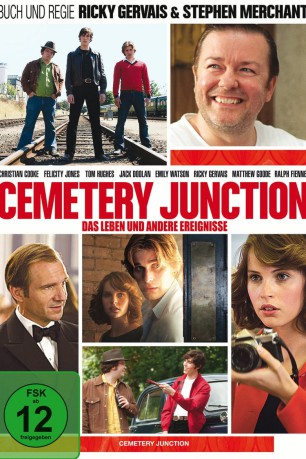 BUCH UND REGIE RICKY GERVAIS & STEPHEN MERCHANT
CHRISTIAN COOKE FELICITY JONES TOM HUGHES JACK DOOLAN EMILY WATSON RICKY GERVAIS MATTHEW GOODE RALPH FIENNES
CEMETERY JUNCTION
DAS LEBEN UND ANDERE EREIGNISSE
FSK
ab
12
freigegeben
CEMETERY JUNCTION